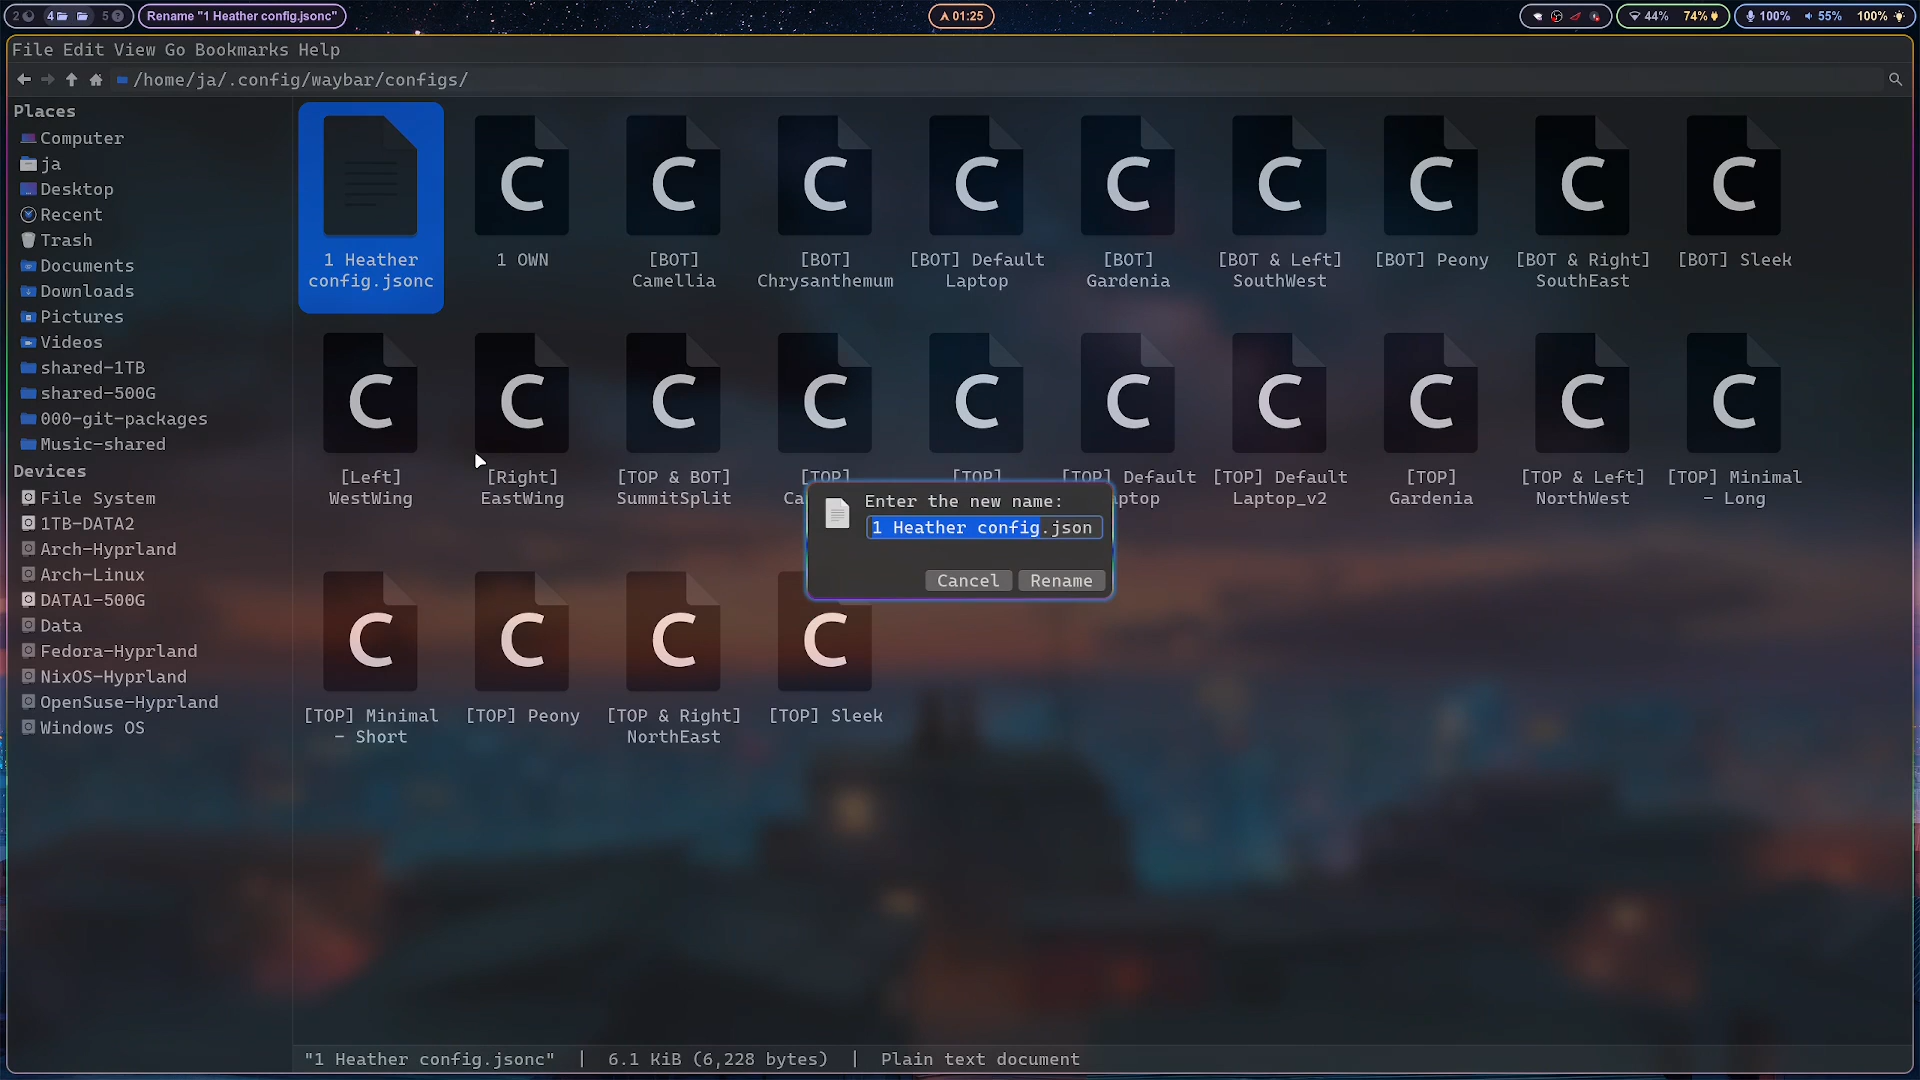 2 4 5 Rename "1 Heather config.jsonc" 01:25 44% 74% 100% 55% 100%
File Edit View Go Bookmarks Help
/home/ja/.config/waybar/configs/
Places
Computer
ja
Desktop
Recent
Trash
Documents
Downloads
Pictures
Videos
shared-1TB
shared-500G
000-git-packages
Music-shared
Devices
File System
1TB-DATA2
Arch-Hyprland
Arch-Linux
DATA1-500G
Data
Fedora-Hyprland
NixOS-Hyprland
OpenSuse-Hyprland
Windows OS
1 Heather
config.jsonc
C
1 OWN
C
[BOT]
Camellia
C
[BOT]
Chrysanthemum
C
[BOT] Default
Laptop
C
[BOT]
Gardenia
C
[BOT & Left]
SouthWest
C
[BOT] Peony
C
[BOT & Right]
SouthEast
C
[BOT] Sleek
C
[Left]
WestWing
C
[Right]
EastWing
C
[TOP & BOT]
SummitSplit
C
[TOP]
C
[TOP]
C
[TOP] Default
C
[TOP] Default
Laptop_v2
C
[TOP]
Gardenia
C
[TOP & Left]
NorthWest
C
[TOP] Minimal
- Long
Enter the new name:
1 Heather config.json
Cancel Rename
C
[TOP] Minimal
- Short
C
[TOP] Peony
C
[TOP & Right]
NorthEast
C
[TOP] Sleek
"1 Heather config.jsonc" | 6.1 KiB (6,228 bytes) | Plain text document